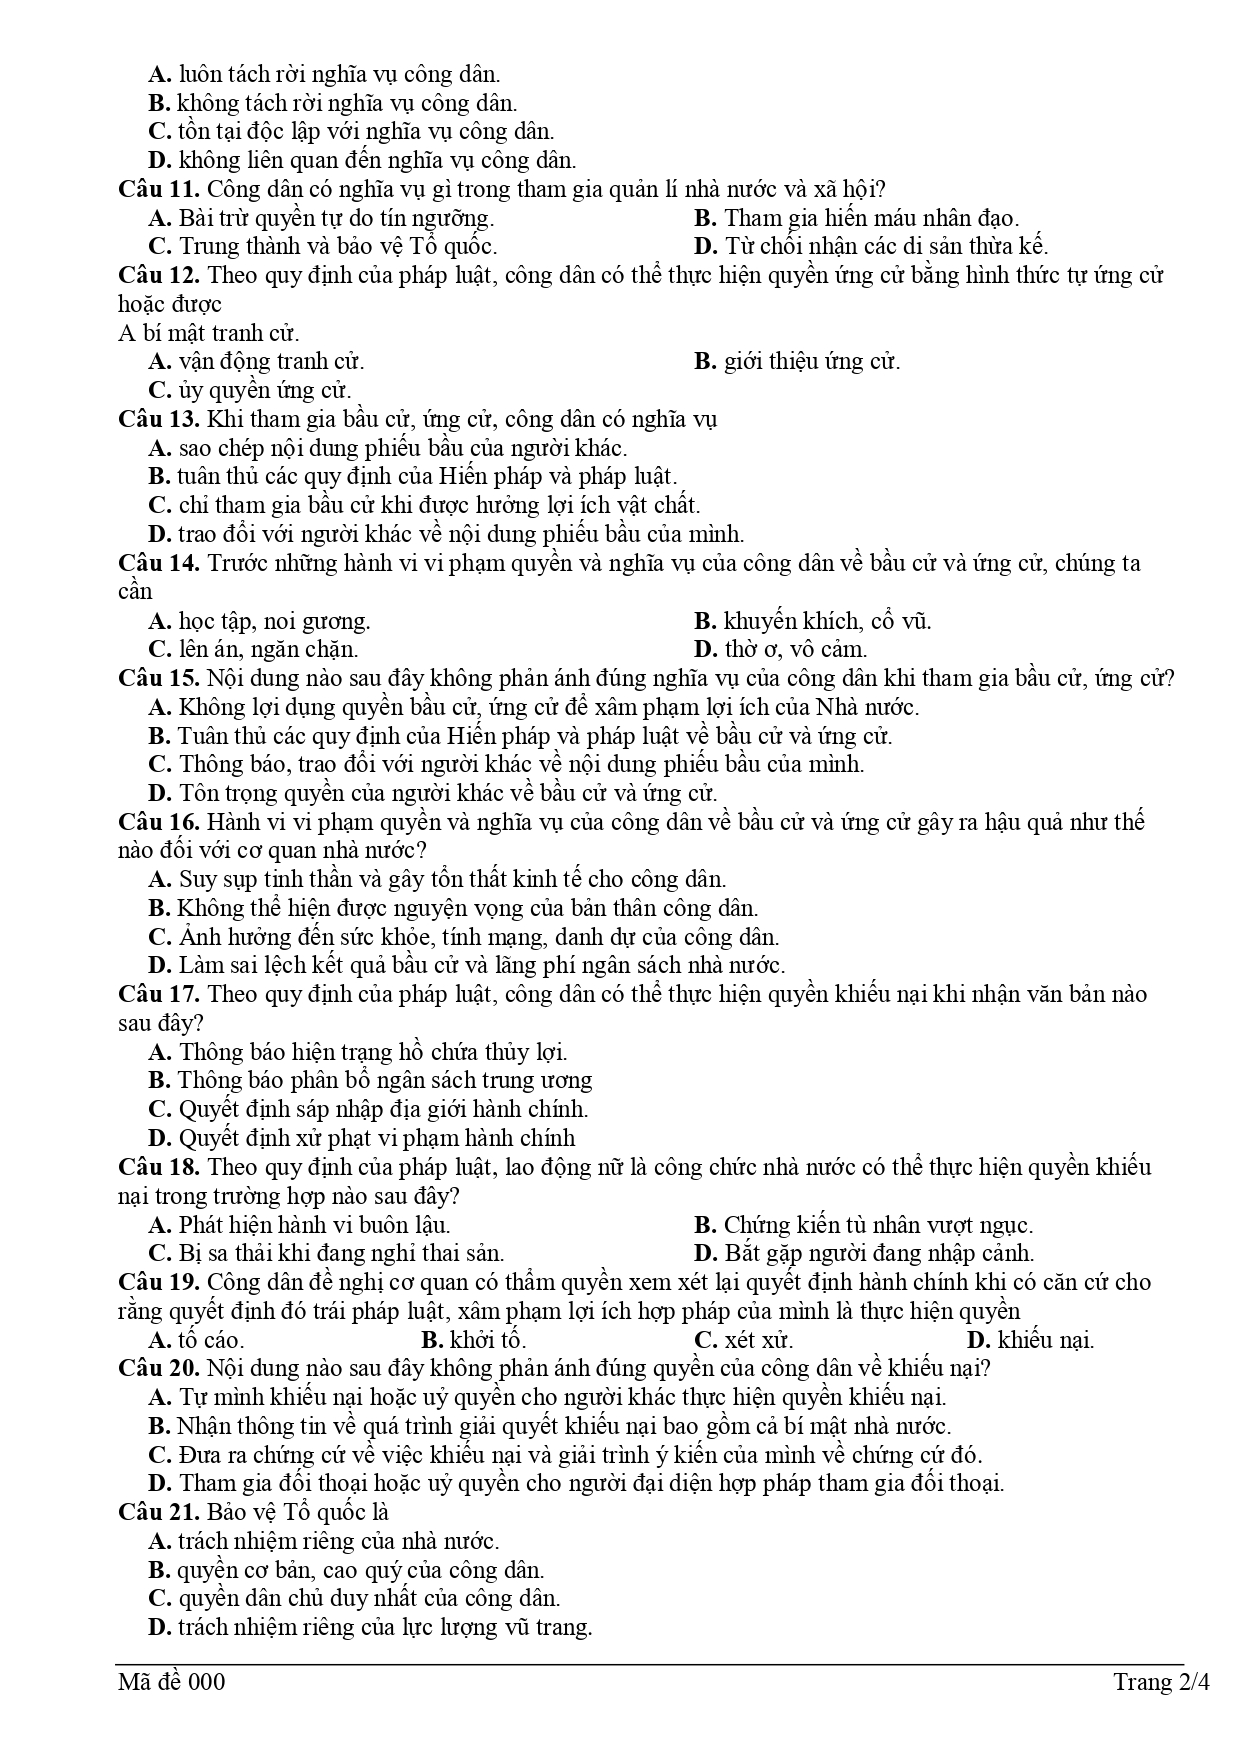 A. luôn tách rời nghĩa vụ công dân.
B. không tách rời nghĩa vụ công dân.
C. tồn tại độc lập với nghĩa vụ công dân.
D. không liên quan đến nghĩa vụ công dân.
Câu 11. Công dân có nghĩa vụ gì trong tham gia quản lí nhà nước và xã hội?
A. Bài trừ quyền tự do tín ngưỡng. B. Tham gia hiến máu nhân đạo.
C. Trung thành và bảo vệ Tổ quốc. D. Từ chối nhận các di sản thừa kế.
Câu 12. Theo quy định của pháp luật, công dân có thể thực hiện quyền ứng cử bằng hình thức tự ứng cử
hoặc được
A bí mật tranh cử.
A. vận động tranh cử. B. giới thiệu ứng cử.
C. ủy quyền ứng cử.
Câu 13. Khi tham gia bầu cử, ứng cử, công dân có nghĩa vụ
A. sao chép nội dung phiếu bầu của người khác.
B. tuân thủ các quy định của Hiến pháp và pháp luật.
C. chỉ tham gia bầu cử khi được hưởng lợi ích vật chất.
D. trao đổi với người khác về nội dung phiếu bầu của mình.
Câu 14. Trước những hành vi vi phạm quyền và nghĩa vụ của công dân về bầu cử và ứng cử, chúng ta
cần
A. học tập, noi gương. B. khuyến khích, cổ vũ.
C. lên án, ngăn chặn. D. thờ ơ, vô cảm.
Câu 15. Nội dung nào sau đây không phản ánh đúng nghĩa vụ của công dân khi tham gia bầu cử, ứng cử?
A. Không lợi dụng quyền bầu cử, ứng cử để xâm phạm lợi ích của Nhà nước.
B. Tuân thủ các quy định của Hiến pháp và pháp luật về bầu cử và ứng cử.
C. Thông báo, trao đổi với người khác về nội dung phiếu bầu của mình.
D. Tôn trọng quyền của người khác về bầu cử và ứng cử.
Câu 16. Hành vi vi phạm quyền và nghĩa vụ của công dân về bầu cử và ứng cử gây ra hậu quả như thế
nào đối với cơ quan nhà nước?
A. Suy sụp tinh thần và gây tổn thất kinh tế cho công dân.
B. Không thể hiện được nguyện vọng của bản thân công dân.
C. Ảnh hưởng đến sức khỏe, tính mạng, danh dự của công dân.
D. Làm sai lệch kết quả bầu cử và lãng phí ngân sách nhà nước.
Câu 17. Theo quy định của pháp luật, công dân có thể thực hiện quyền khiếu nại khi nhận văn bản nào
sau đây?
A. Thông báo hiện trạng hồ chứa thủy lợi.
B. Thông báo phân bổ ngân sách trung ương
C. Quyết định sáp nhập địa giới hành chính.
D. Quyết định xử phạt vi phạm hành chính
Câu 18. Theo quy định của pháp luật, lao động nữ là công chức nhà nước có thể thực hiện quyền khiếu
nại trong trường hợp nào sau đây?
A. Phát hiện hành vi buôn lậu. B. Chứng kiến tù nhân vượt ngục.
C. Bị sa thải khi đang nghỉ thai sản. D. Bắt gặp người đang nhập cảnh.
Câu 19. Công dân đề nghị cơ quan có thẩm quyền xem xét lại quyết định hành chính khi có căn cứ cho
rằng quyết định đó trái pháp luật, xâm phạm lợi ích hợp pháp của mình là thực hiện quyền
A. tố cáo. B. khởi tố. C. xét xử. D. khiếu nại.
Câu 20. Nội dung nào sau đây không phản ánh đúng quyền của công dân về khiếu nại?
A. Tự mình khiếu nại hoặc uỷ quyền cho người khác thực hiện quyền khiếu nại.
B. Nhận thông tin về quá trình giải quyết khiếu nại bao gồm cả bí mật nhà nước.
C. Đưa ra chứng cứ về việc khiếu nại và giải trình ý kiến của mình về chứng cứ đó.
D. Tham gia đối thoại hoặc uỷ quyền cho người đại diện hợp pháp tham gia đối thoại.
Câu 21. Bảo vệ Tổ quốc là
A. trách nhiệm riêng của nhà nước.
B. quyền cơ bản, cao quý của công dân.
C. quyền dân chủ duy nhất của công dân.
D. trách nhiệm riêng của lực lượng vũ trang.
Mã đề 000 Trang 2/4